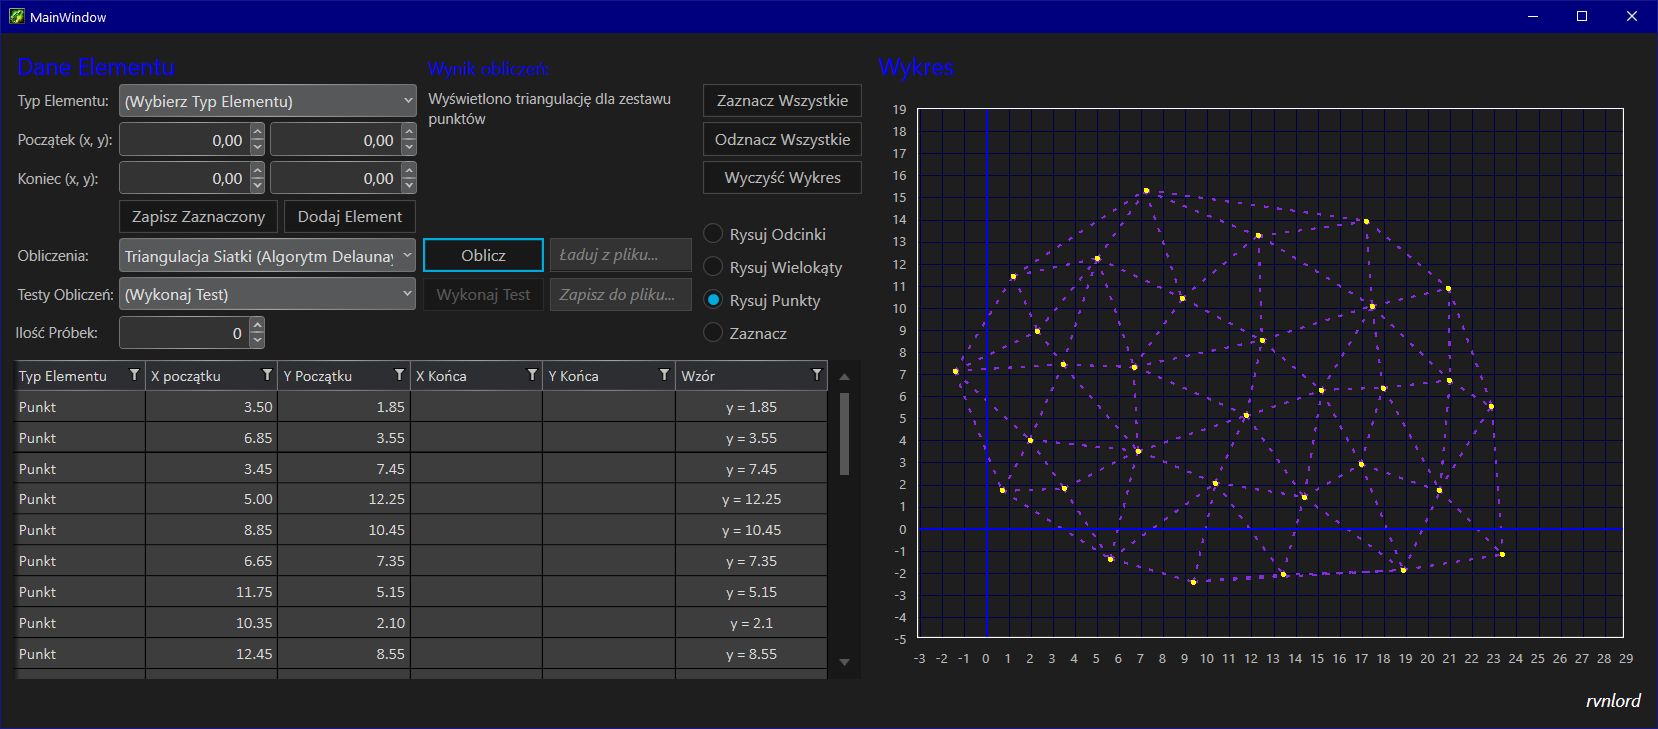 MainWindow
Dane Elementu
Typ Elementu:
(Wybierz Typ Elementu)
Początek (x, y):
0,00
0,00
Koniec (x, y):
0,00
0,00
Zapisz Zaznaczony
Dodaj Element
Obliczenia:
Triangulacja Siatki (Algorytm Delaunay
Testy Obliczeń:
(Wykonaj Test)
Ilość Próbek:
0
Wynik obliczeń:
Wyświetlono triangulację dla zestawu
punktów
Oblicz
Ładuj z pliku...
Wykonaj Test
Zapisz do pliku...
Zaznacz Wszystkie
Odznacz Wszystkie
Wyczyść Wykres
Rysuj Odcinki
Rysuj Wielokąty
Rysuj Punkty
Zaznacz
Typ Elementu X początku Y Początku X Końca Y Końca Wzór
Punkt 3.50 1.85 y = 1.85
Punkt 6.85 3.55 y = 3.55
Punkt 3.45 7.45 y = 7.45
Punkt 5.00 12.25 y = 12.25
Punkt 8.85 10.45 y = 10.45
Punkt 6.65 7.35 y = 7.35
Punkt 11.75 5.15 y = 5.15
Punkt 10.35 2.10 y = 2.1
Punkt 12.45 8.55 y = 8.55
Wykres
19
18
17
16
15
14
13
12
11
10
9
8
7
6
5
4
3
2
1
0
-1
-2
-3
-4
-5
-3 -2 -1 0 1 2 3 4 5 6 7 8 9 10 11 12 13 14 15 16 17 18 19 20 21 22 23 24 25 26 27 28 29
rvnlord